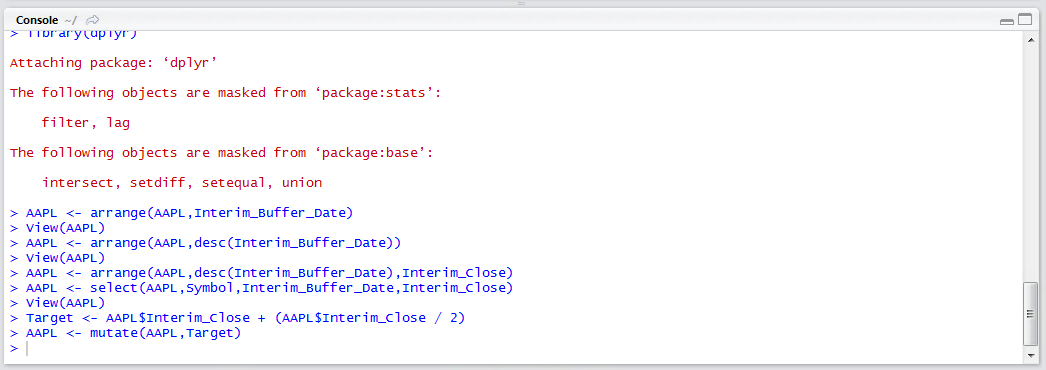 Console ~/
> library(dplyr)
Attaching package: ‘dplyr’
The following objects are masked from ‘package:stats’:
filter, lag
The following objects are masked from ‘package:base’:
intersect, setdiff, setequal, union
> AAPL <- arrange(AAPL,Interim_Buffer_Date)
> View(AAPL)
> AAPL <- arrange(AAPL,desc(Interim_Buffer_Date))
> View(AAPL)
> AAPL <- arrange(AAPL,desc(Interim_Buffer_Date),Interim_Close)
> AAPL <- select(AAPL,Symbol,Interim_Buffer_Date,Interim_Close)
> View(AAPL)
> Target <- AAPL$Interim_Close + (AAPL$Interim_Close / 2)
> AAPL <- mutate(AAPL,Target)
>